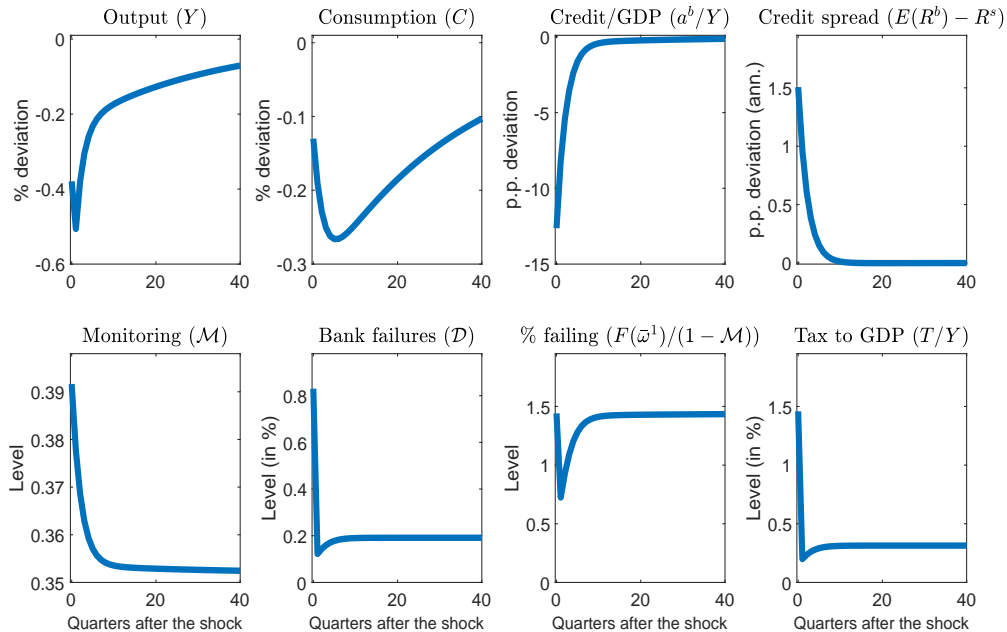 Output (Y)
% deviation
0
-0.2
-0.4
-0.6
0 20 40
Consumption (C)
% deviation
0
-0.1
-0.2
-0.3
0 20 40
Credit/GDP (a^b/Y)
p.p. deviation
0
-5
-10
-15
0 20 40
Credit spread (E(R^b) − R^s)
p.p. deviation (ann.)
1.5
1
0.5
0
0 20 40
Monitoring (ℳ)
Level
0.39
0.38
0.37
0.36
0.35
0 20 40
Quarters after the shock
Bank failures (𝒟)
Level (in %)
0.8
0.6
0.4
0.2
0
0 20 40
Quarters after the shock
% failing (F(ω̄^1)/(1 − ℳ))
Level
1.5
1
0.5
0
0 20 40
Quarters after the shock
Tax to GDP (T/Y)
Level (in %)
1.5
1
0.5
0
0 20 40
Quarters after the shock